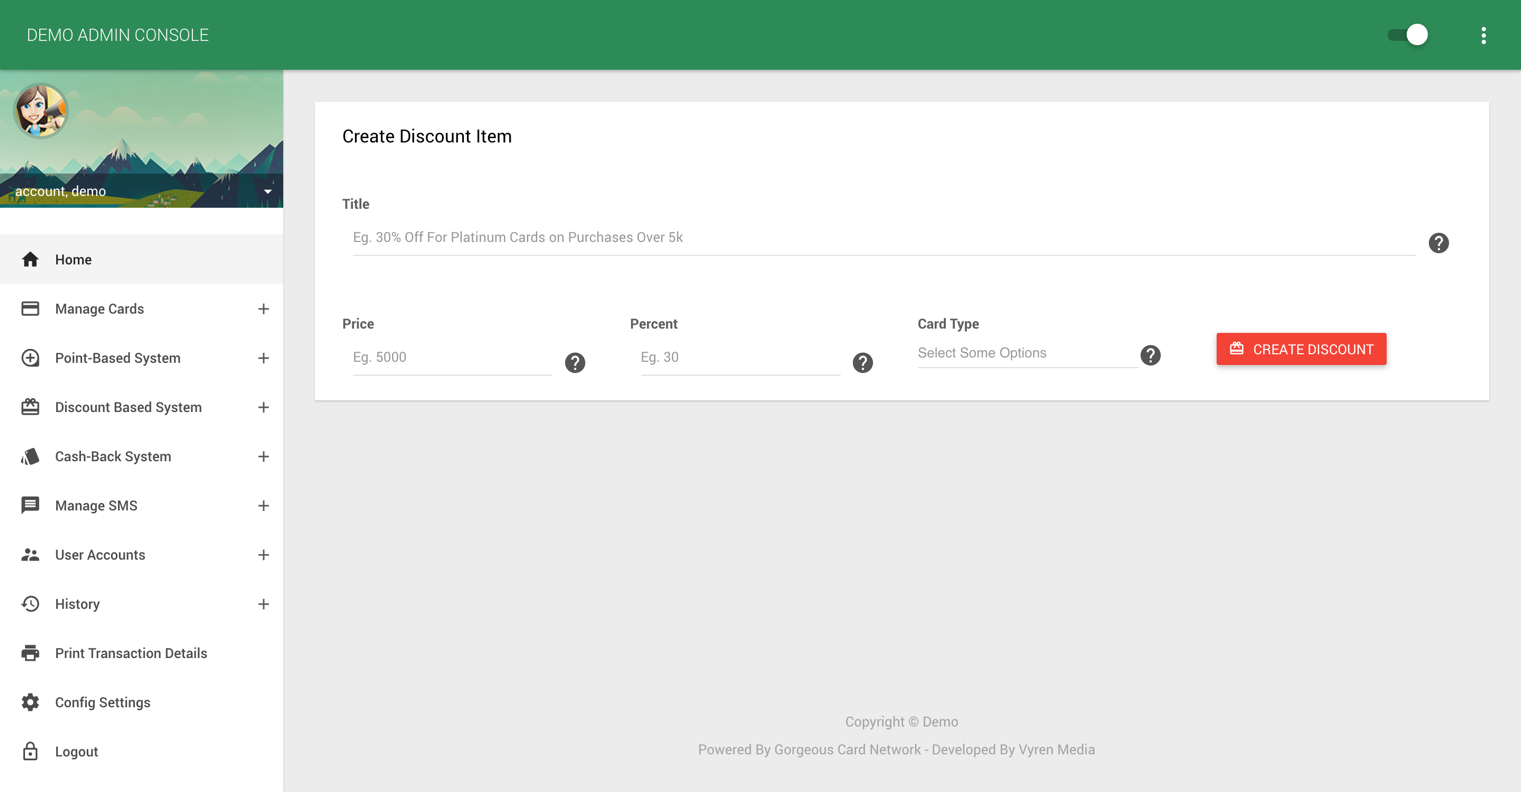 DEMO ADMIN CONSOLE
account, demo
Home
Manage Cards
Point-Based System
Discount Based System
Cash-Back System
Manage SMS
User Accounts
History
Print Transaction Details
Config Settings
Logout
Create Discount Item
Title
Eg. 30% Off For Platinum Cards on Purchases Over 5k
Price
Eg. 5000
Percent
Eg. 30
Card Type
Select Some Options
CREATE DISCOUNT
Copyright © Demo
Powered By Gorgeous Card Network - Developed By Vyren Media